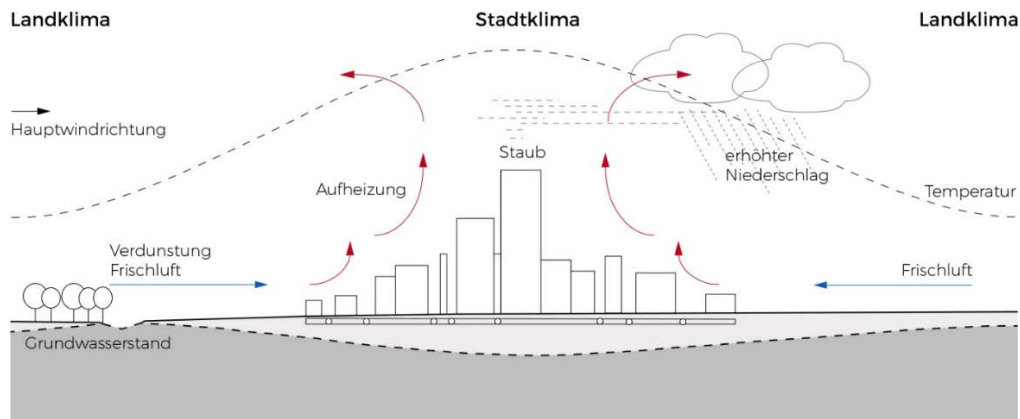 Landklima
Stadtklima
Landklima
Hauptwindrichtung
Staub
erhöhter
Niederschlag
Aufheizung
Temperatur
Verdunstung
Frischluft
Frischluft
Grundwasserstand